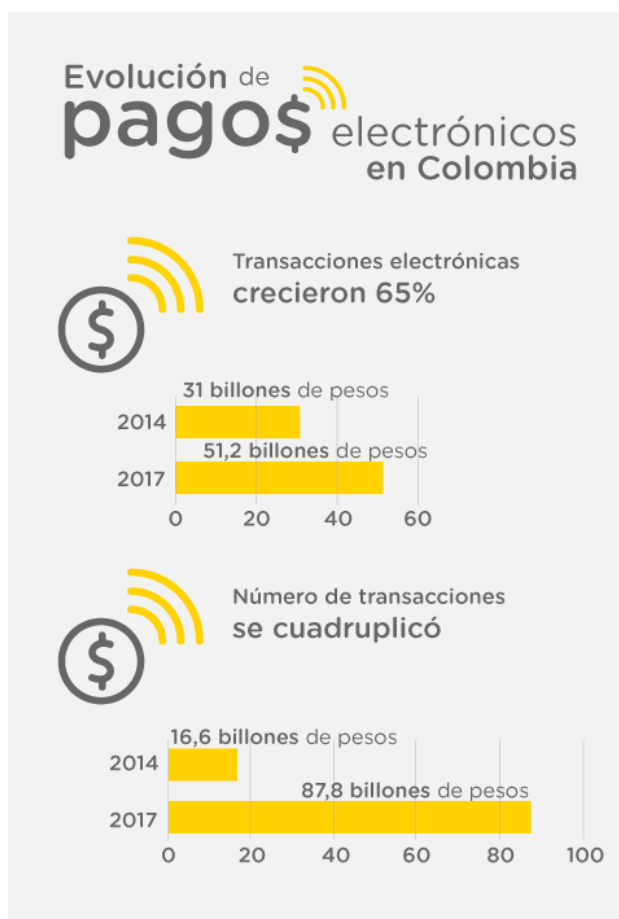 Evolución de
pago$ electrónicos
en Colombia
$
Transacciones electrónicas
crecieron 65%
31 billones de pesos
2014
51,2 billones de pesos
2017
0 20 40 60
$
Número de transacciones
se cuadruplicó
16,6 billones de pesos
2014
87,8 billones de pesos
2017
0 20 40 60 80 100